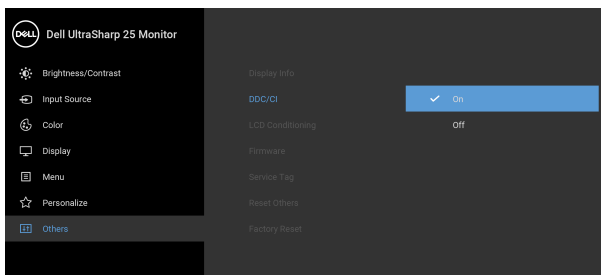 DELL Dell UltraSharp 25 Monitor
Brightness/Contrast Display Info
Input Source DDC/CI On
Color LCD Conditioning Off
Display Firmware
Menu Service Tag
Personalize Reset Others
Others Factory Reset